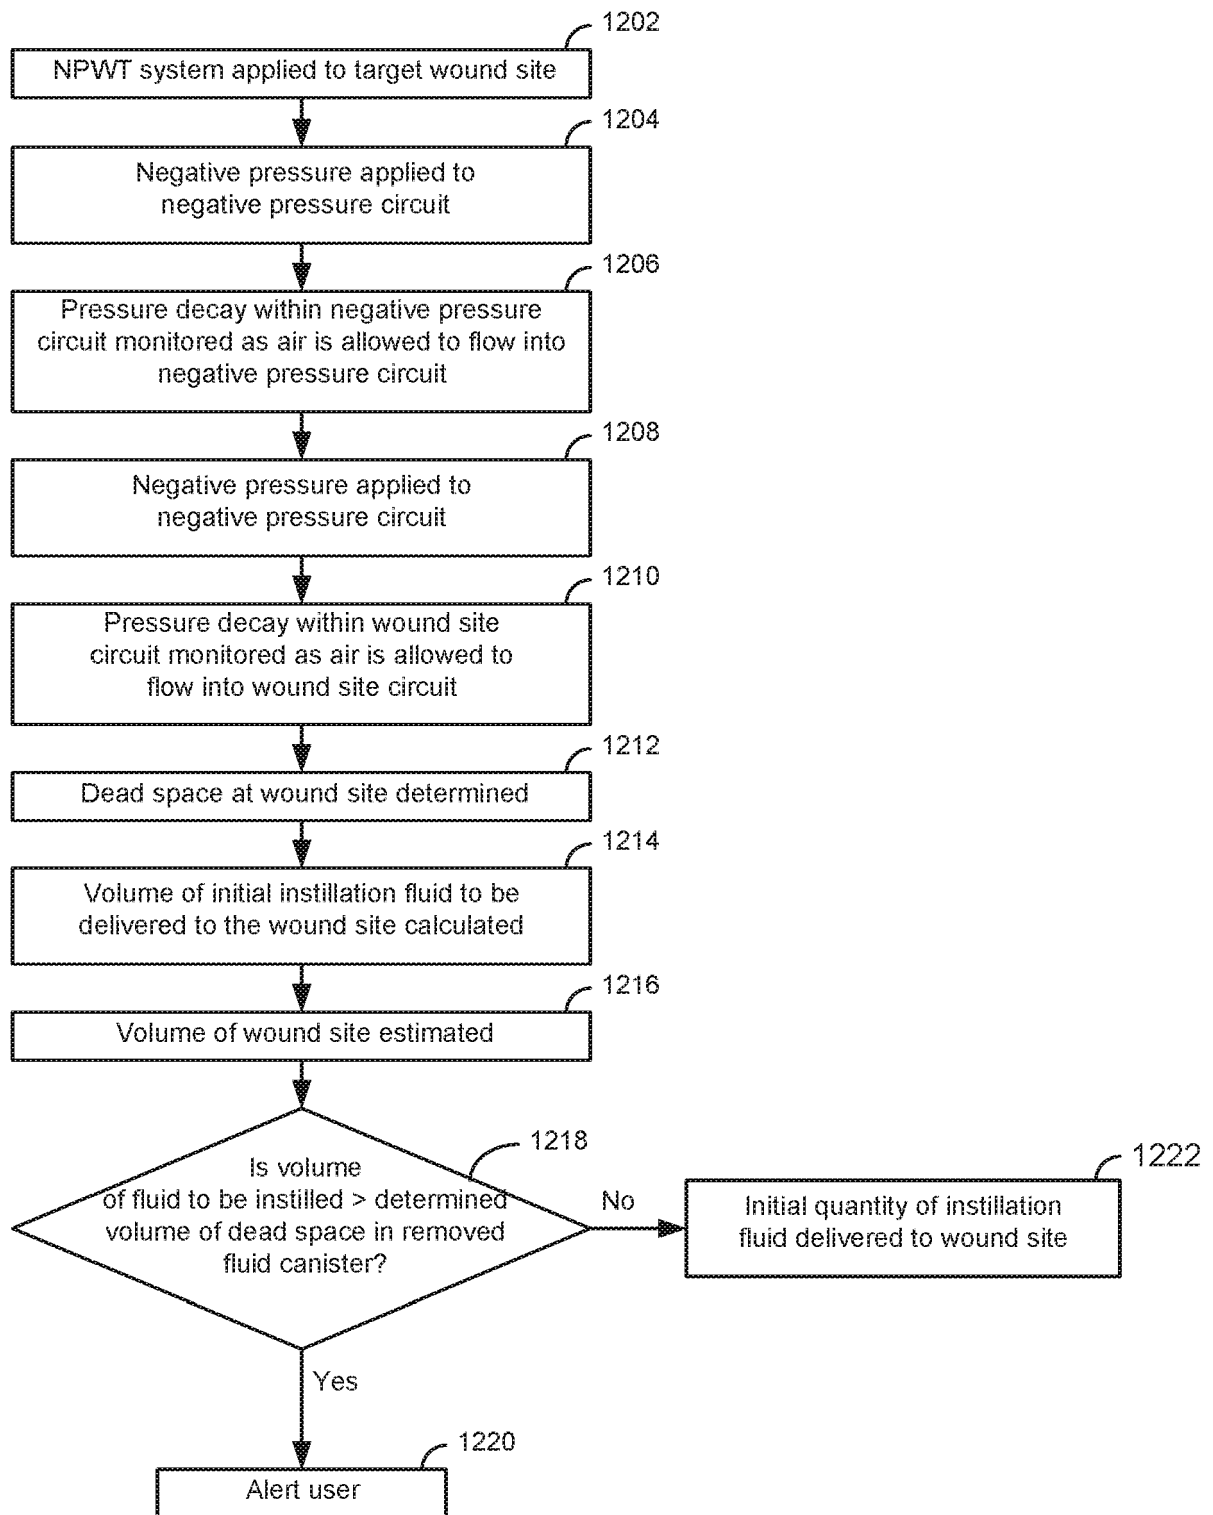 1202
NPWT system applied to target wound site
1204
Negative pressure applied to
negative pressure circuit
1206
Pressure decay within negative pressure
circuit monitored as air is allowed to flow into
negative pressure circuit
1208
Negative pressure applied to
negative pressure circuit
1210
Pressure decay within wound site
circuit monitored as air is allowed to
flow into wound site circuit
1212
Dead space at wound site determined
1214
Volume of initial instillation fluid to be
delivered to the wound site calculated
1216
Volume of wound site estimated
1218
Is volume
of fluid to be instilled > determined
volume of dead space in removed
fluid canister?
No
1222
Initial quantity of instillation
fluid delivered to wound site
Yes
1220
Alert user